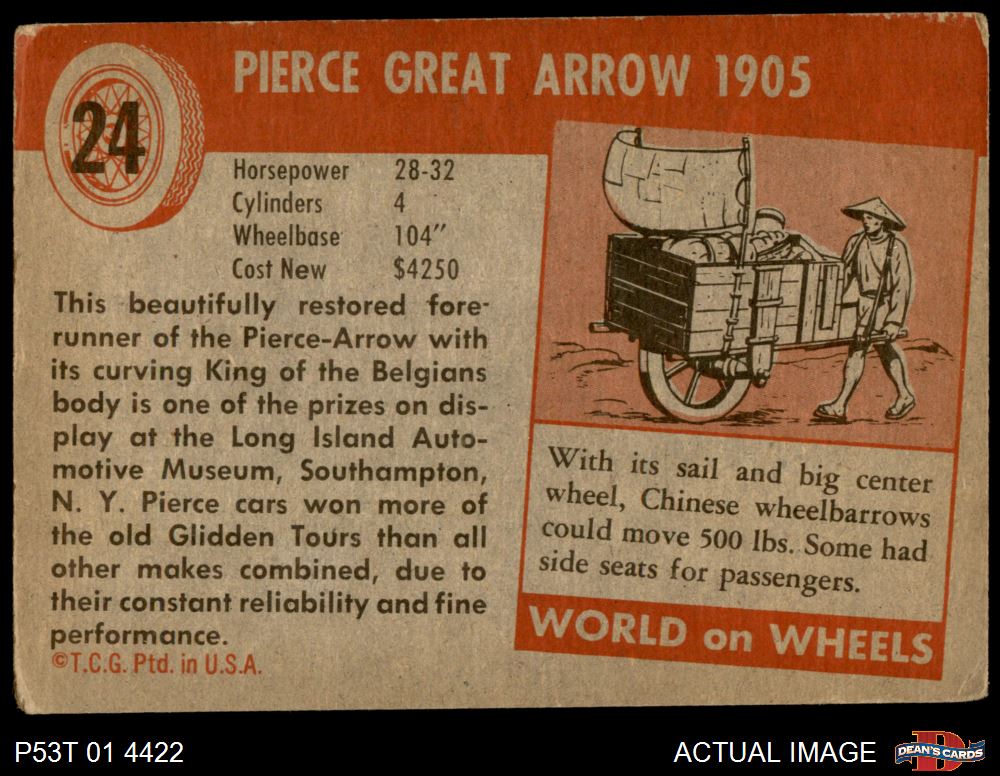 24
PIERCE GREAT ARROW 1905
Horsepower 28-32
Cylinders 4
Wheelbase 104"
Cost New $4250
This beautifully restored fore-
runner of the Pierce-Arrow with
its curving King of the Belgians
body is one of the prizes on dis-
play at the Long Island Auto-
motive Museum, Southampton,
N. Y. Pierce cars won more of
the old Glidden Tours than all
other makes combined, due to
their constant reliability and fine
performance.
©T.C.G. Ptd. in U.S.A.
With its sail and big center
wheel, Chinese wheelbarrows
could move 500 lbs. Some had
side seats for passengers.
WORLD on WHEELS
P53T 01 4422
ACTUAL IMAGE
D
DEAN'S CARDS